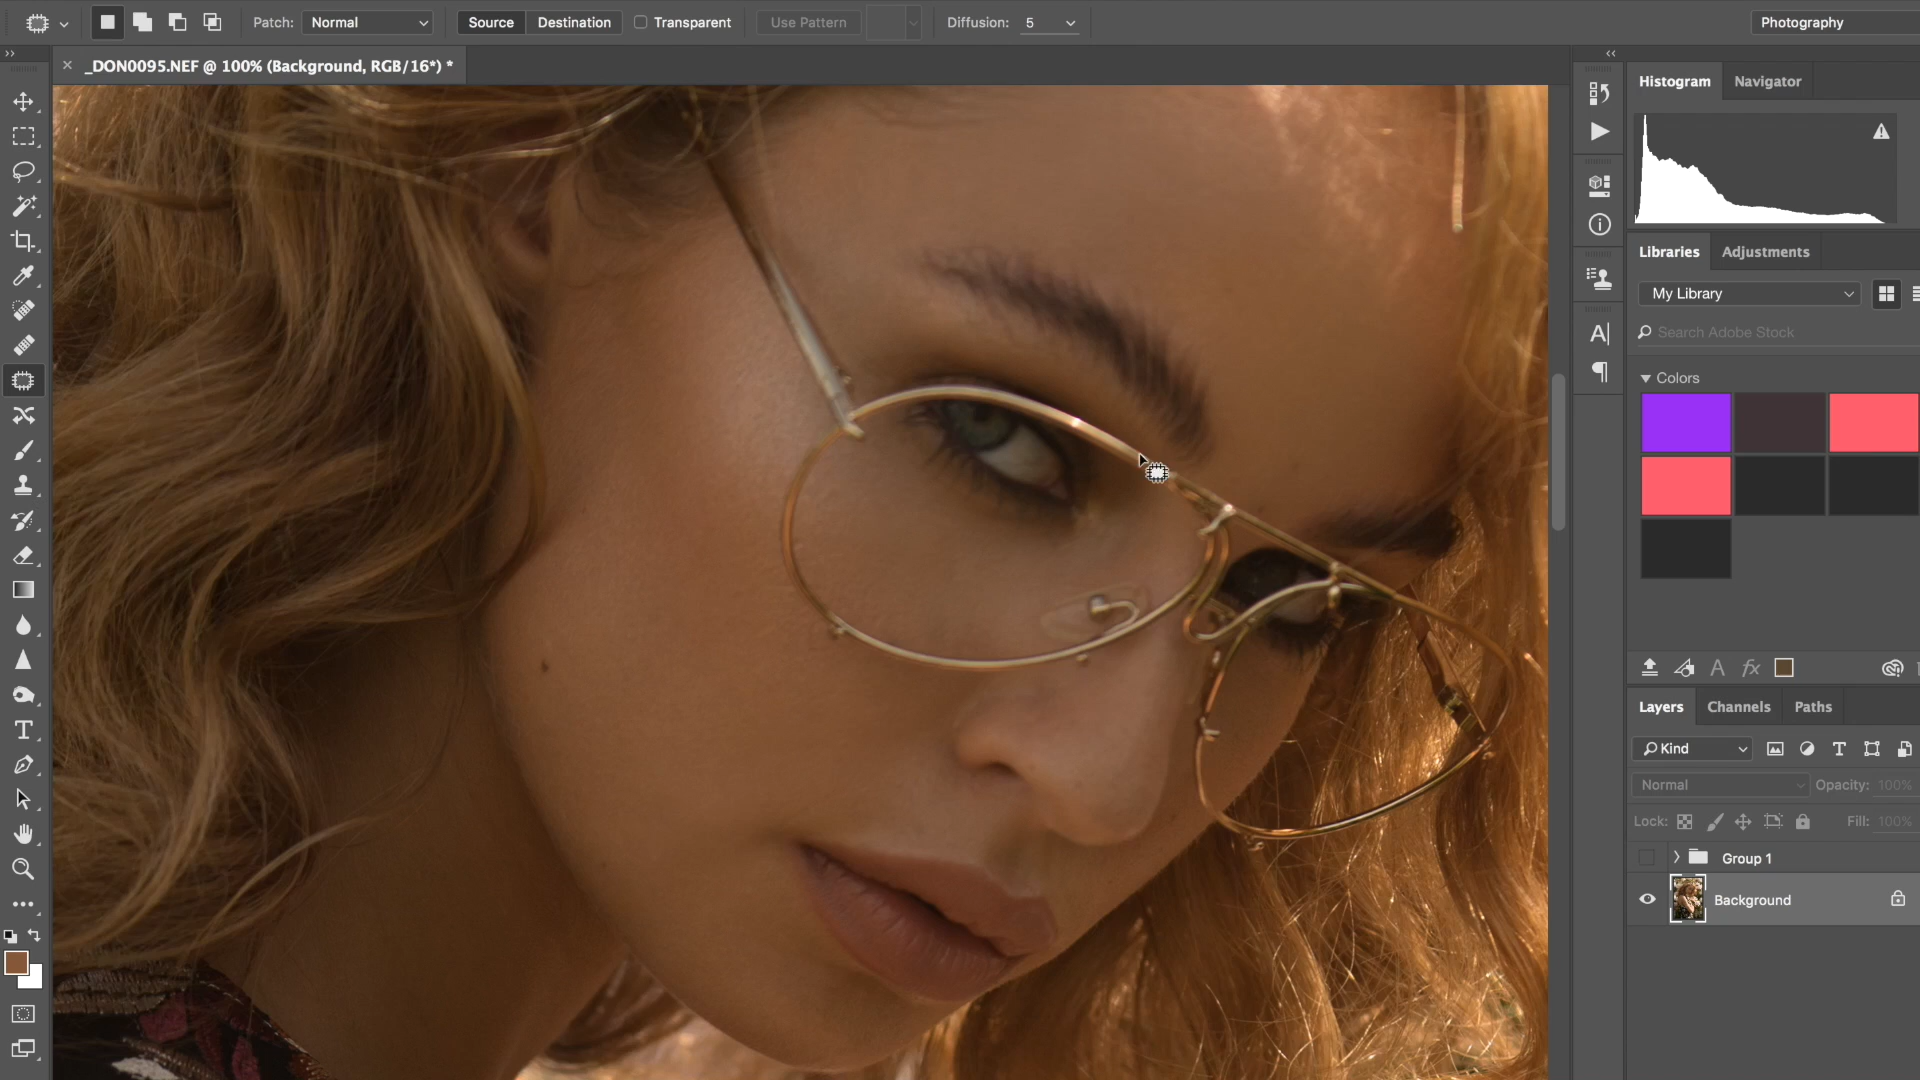 Patch: Normal Source Destination Transparent Use Pattern Diffusion: 5 Photography
_DON0095.NEF @ 100% (Background, RGB/16*) *
Histogram Navigator
Libraries Adjustments
My Library
Search Adobe Stock
Colors
Layers Channels Paths
Kind
Normal Opacity: 100%
Lock: Fill: 100%
Group 1
Background